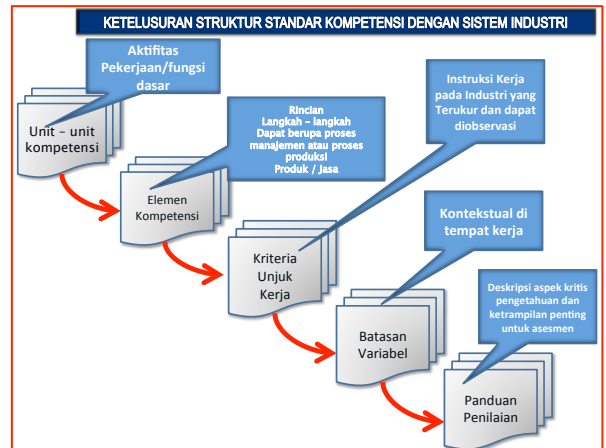 KETELUSURAN STRUKTUR STANDAR KOMPETENSI DENGAN SISTEM INDUSTRI
Aktifitas
Pekerjaan/fungsi
dasar
Unit – unit
kompetensi
Rincian
Langkah – langkah
Dapat berupa proses
manajemen atau proses
produksi
Produk / Jasa
Elemen
Kompetensi
Instruksi Kerja
pada Industri yang
Terukur dan dapat
diobservasi
Kriteria
Unjuk
Kerja
Kontekstual di
tempat kerja
Batasan
Variabel
Deskripsi aspek kritis
pengetahuan dan
ketrampilan penting
untuk asesmen
Panduan
Penilaian